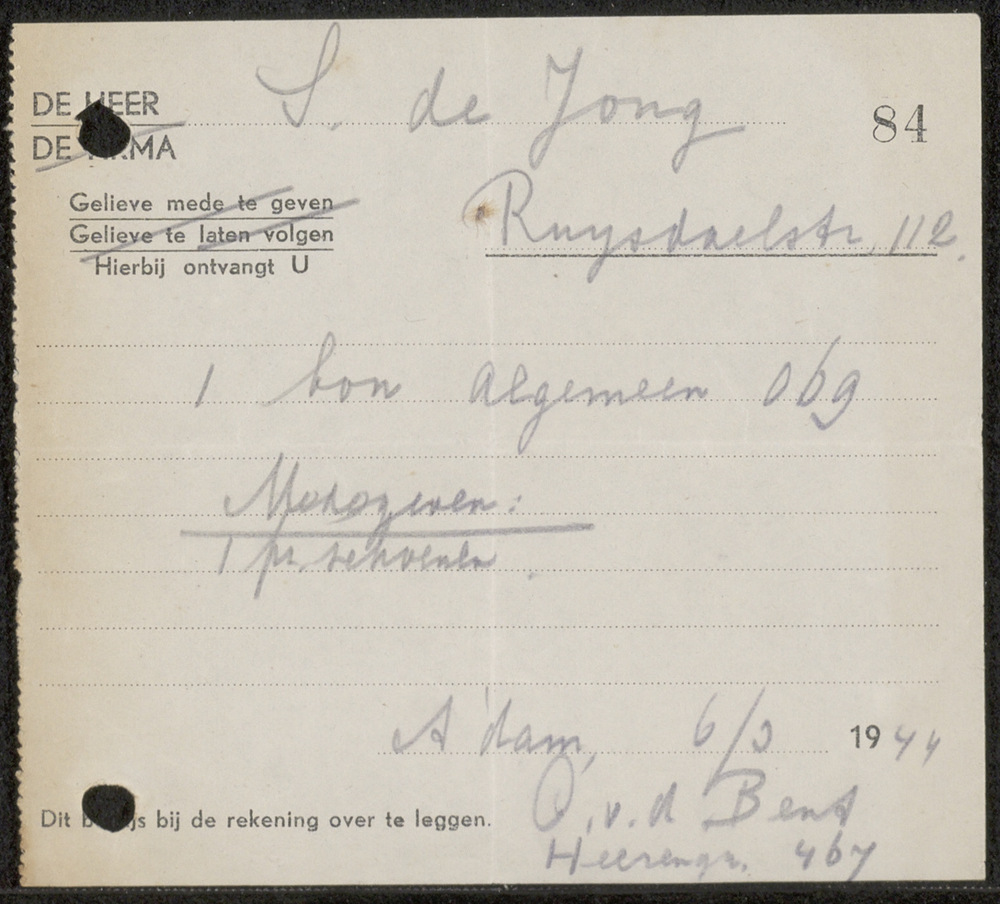 DE HEER S. de Jong 84
DE FIRMA
Gelieve mede te geven Ruysdaelstr. 112.
Gelieve te laten volgen
Hierbij ontvangt U
1 bon algemeen 069
Medegeven:
1 pr. schoenen.
A'dam, 6/3 1944
Dit bewijs bij de rekening over te leggen. v.d Bent
Heerengr. 467